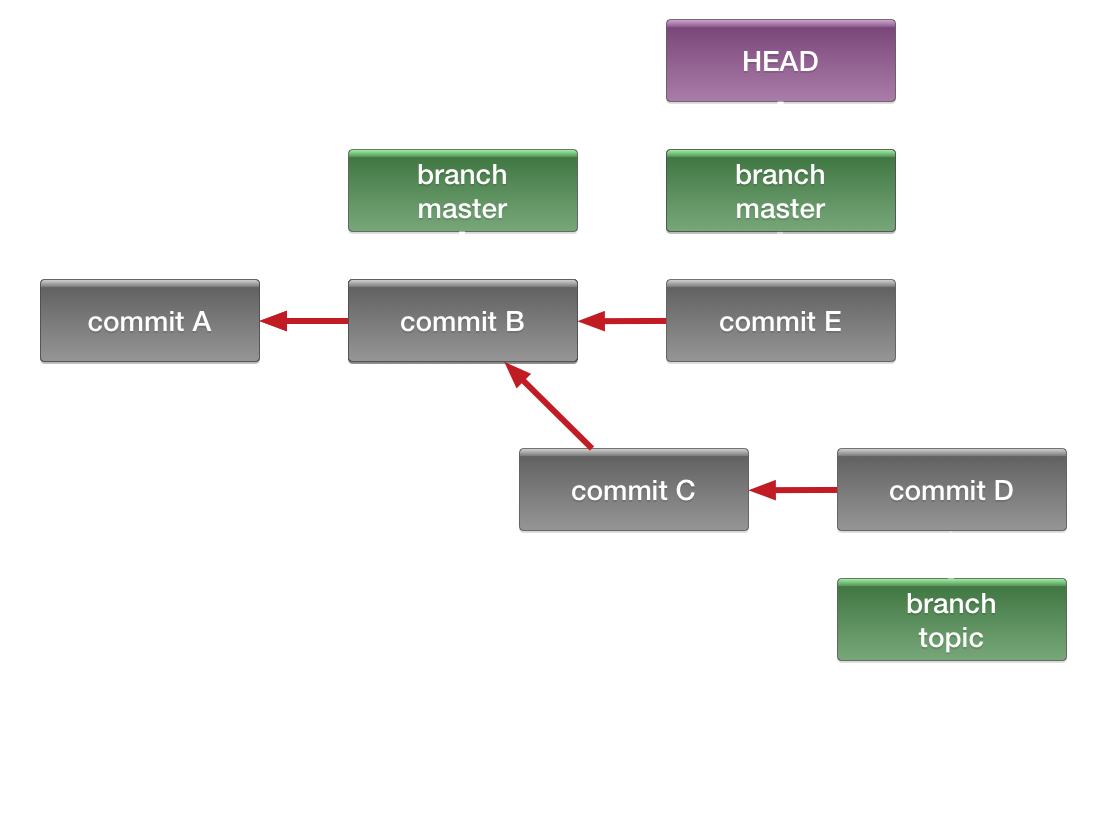 HEAD
branch
master
branch
master
commit A
commit B
commit E
commit C
commit D
branch
topic